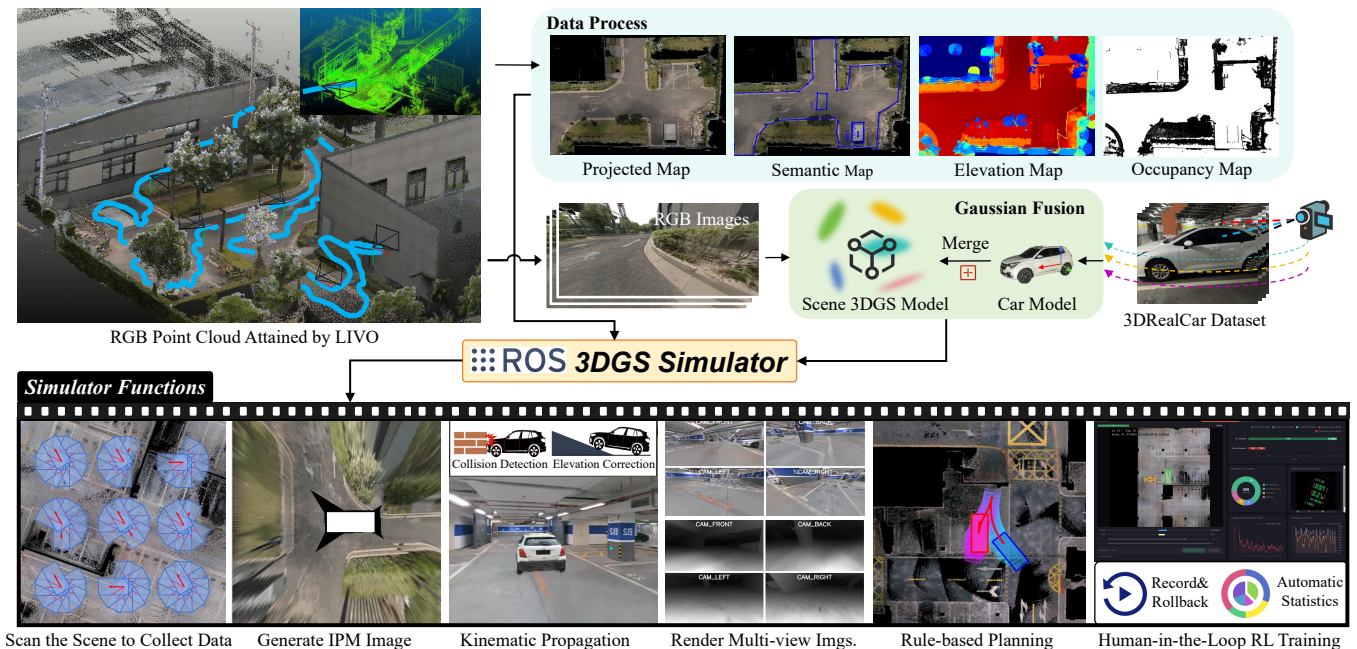 Data Process
Projected Map
Semantic Map
Elevation Map
Occupancy Map
RGB Images
Gaussian Fusion
Merge
Scene 3DGS Model
Car Model
3DRealCar Dataset
RGB Point Cloud Attained by LIVO
ROS 3DGS Simulator
Simulator Functions
Collision Detection
Elevation Correction
B2
B2
CAM_FRONT
CAM_BACK
CAM_LEFT
CAM_RIGHT
CAM_FRONT
CAM_BACK
CAM_LEFT
CAM_RIGHT
Record&
Rollback
Automatic
Statistics
Scan the Scene to Collect Data
Generate IPM Image
Kinematic Propagation
Render Multi-view Imgs.
Rule-based Planning
Human-in-the-Loop RL Training